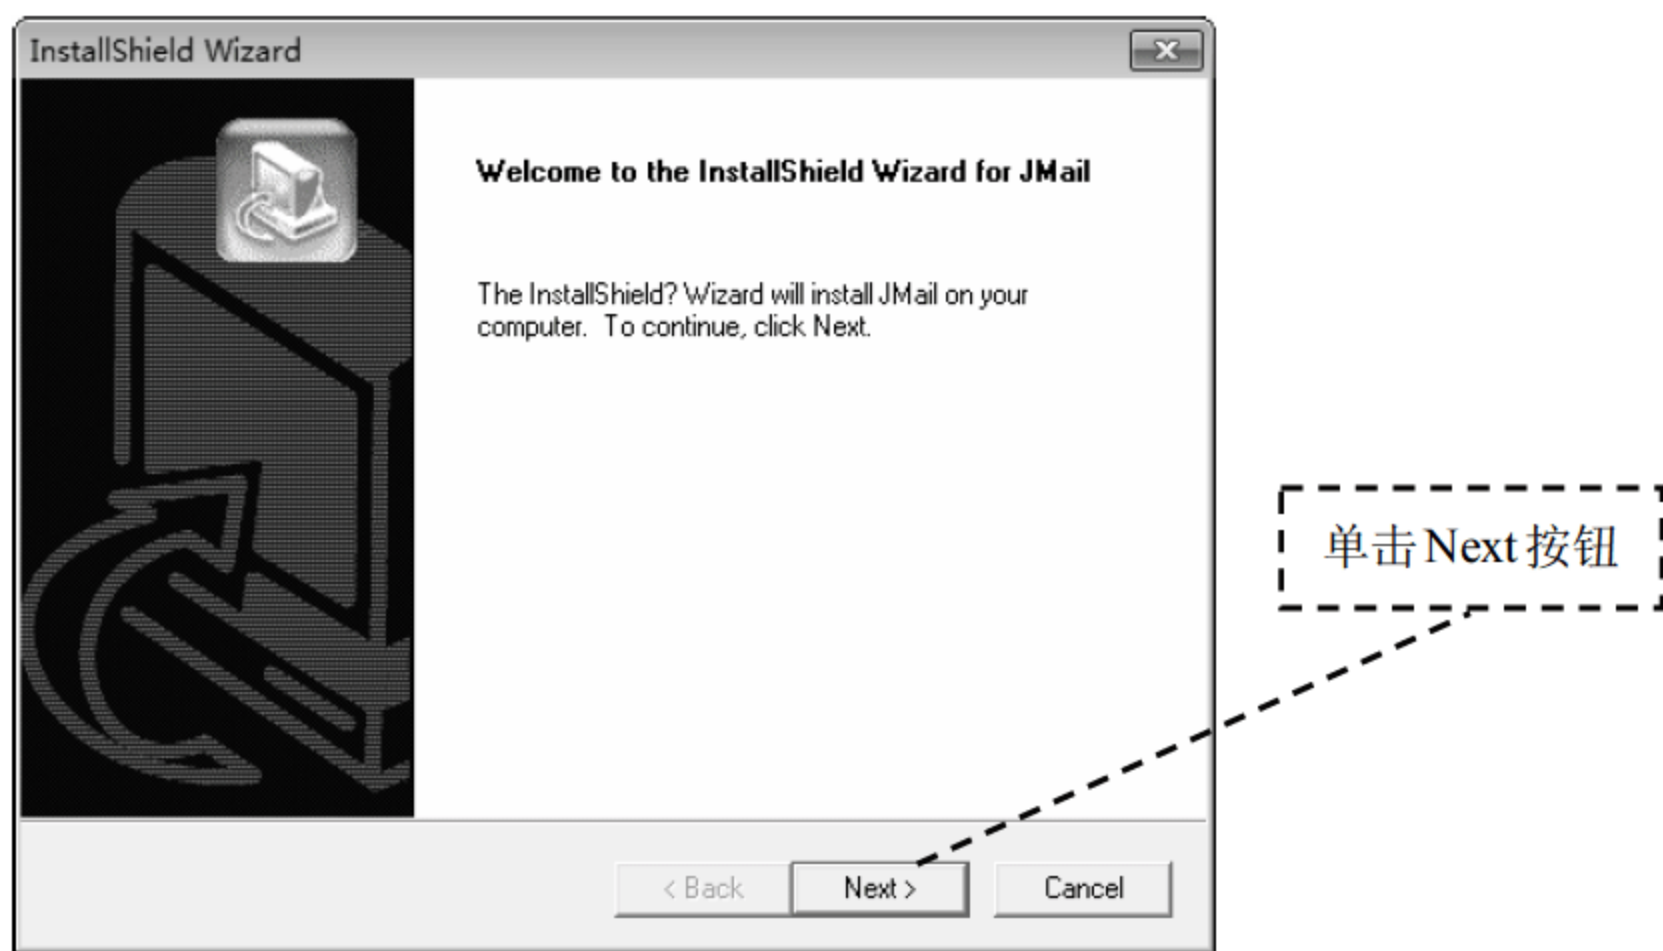 InstallShield Wizard
Welcome to the InstallShield Wizard for JMail
The InstallShield? Wizard will install JMail on your
computer.  To continue, click Next.
单击Next按钮
< Back
Next >
Cancel